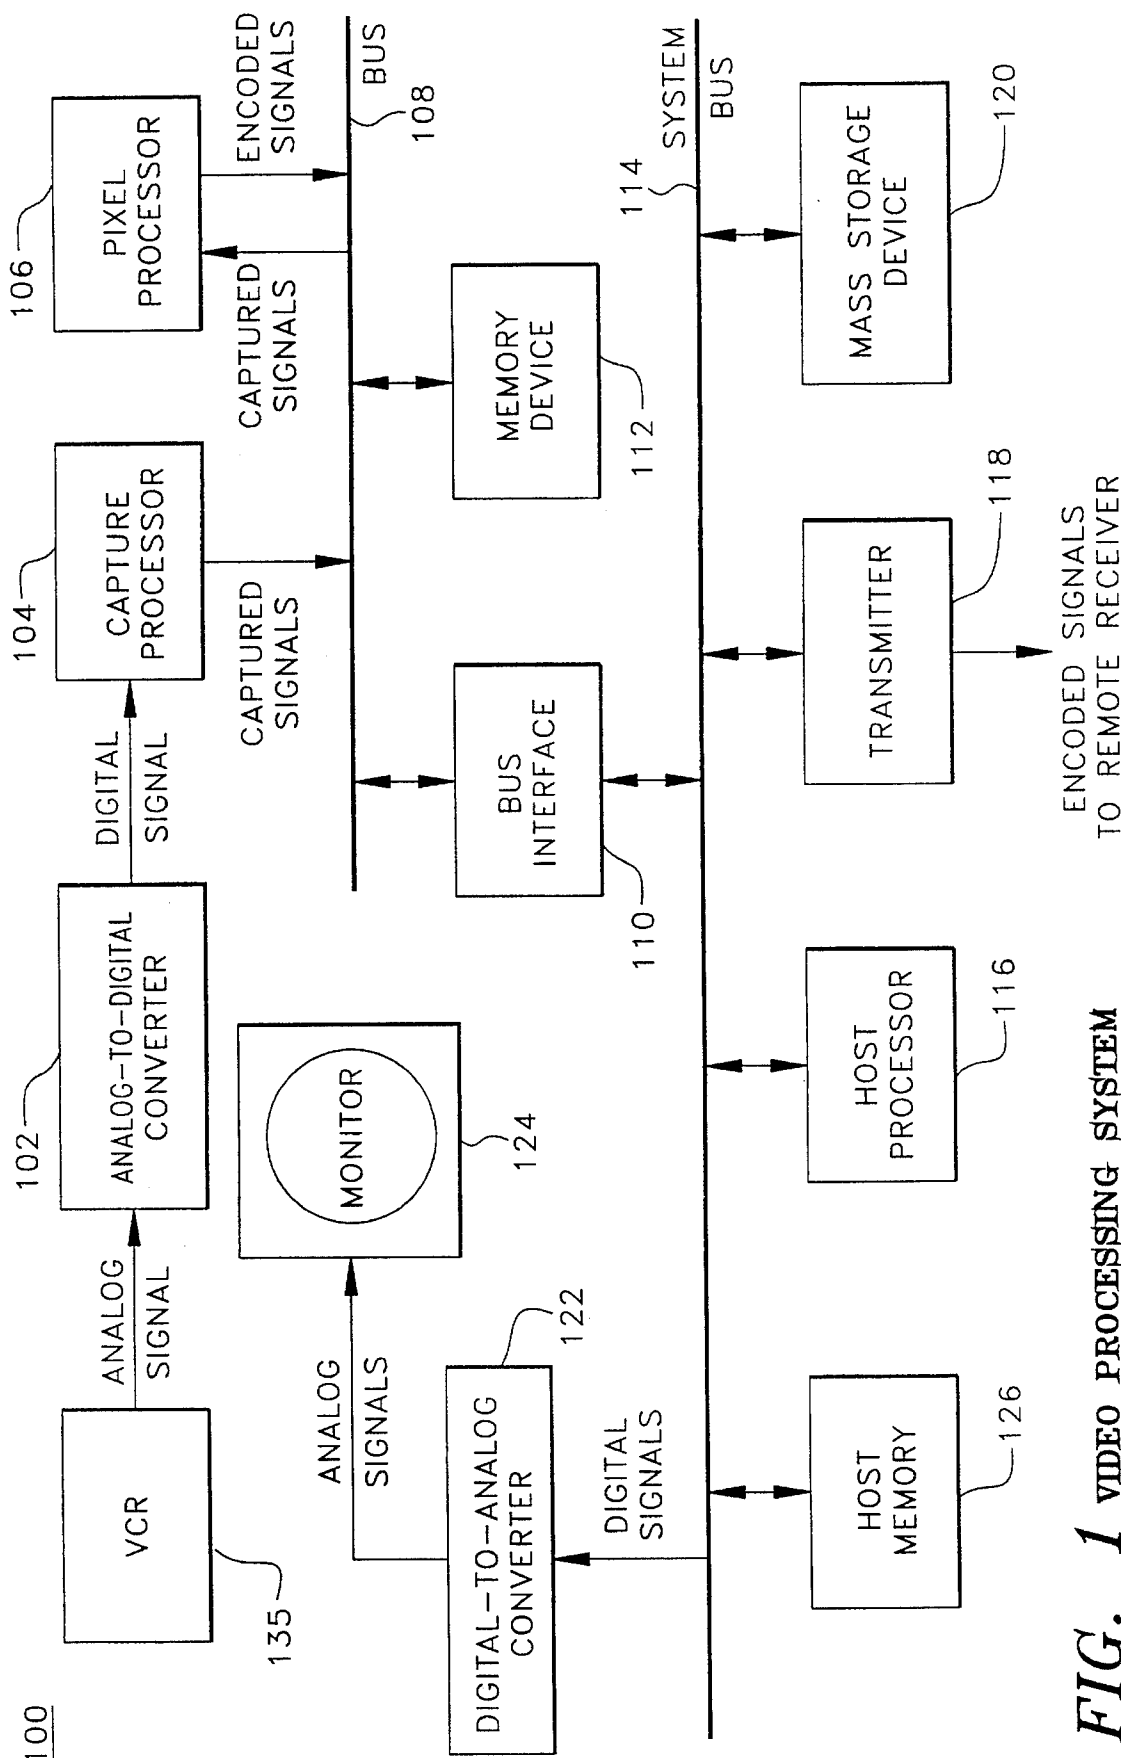 100
VCR
135
ANALOG
SIGNAL
102
ANALOG-TO-DIGITAL
CONVERTER
DIGITAL
SIGNAL
104
CAPTURE
PROCESSOR
CAPTURED
SIGNALS
106
PIXEL
PROCESSOR
CAPTURED
SIGNALS
ENCODED
SIGNALS
BUS
108
MONITOR
124
ANALOG
SIGNALS
122
DIGITAL-TO-ANALOG
CONVERTER
DIGITAL
SIGNALS
BUS
INTERFACE
110
MEMORY
DEVICE
112
114
SYSTEM
BUS
HOST
MEMORY
126
HOST
PROCESSOR
116
TRANSMITTER
118
ENCODED SIGNALS
TO REMOTE RECEIVER
MASS STORAGE
DEVICE
120
FIG. 1 VIDEO PROCESSING SYSTEM